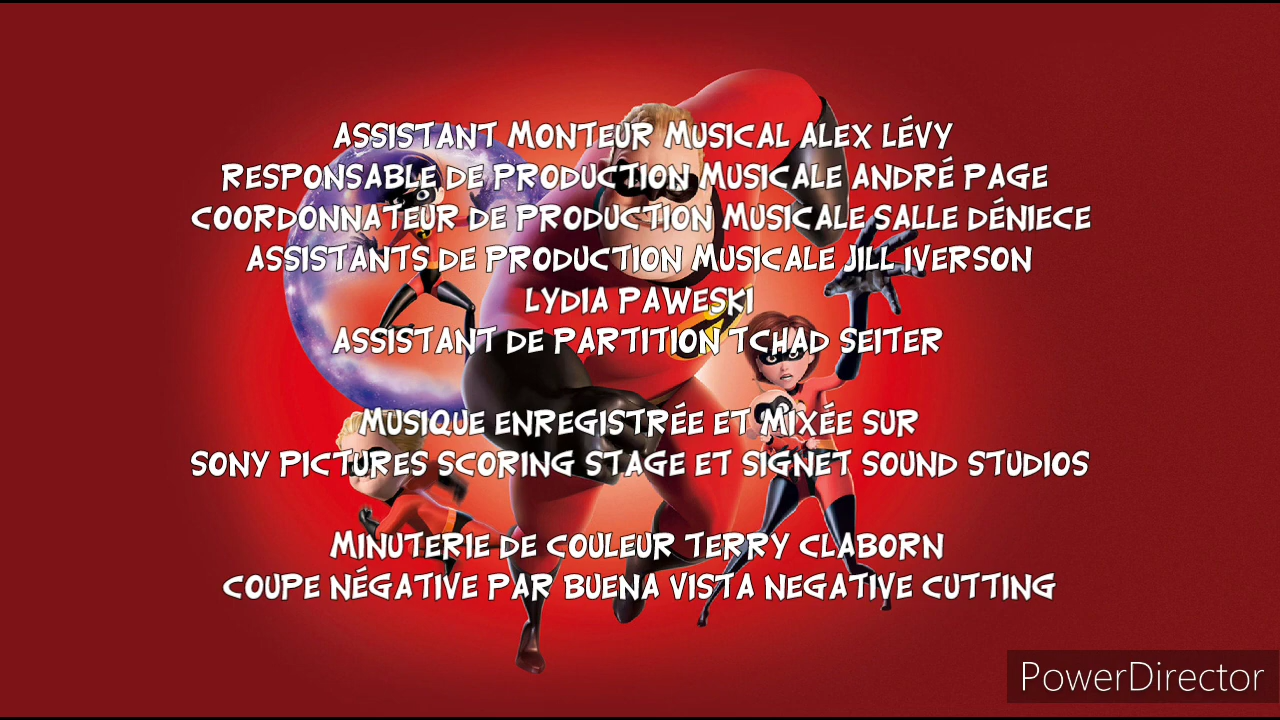 ASSISTANT MONTEUR MUSICAL ALEX LÉVY
RESPONSABLE DE PRODUCTION MUSICALE ANDRÉ PAGE
COORDONNATEUR DE PRODUCTION MUSICALE SALLE DÉNIECE
ASSISTANTS DE PRODUCTION MUSICALE JILL IVERSON
LYDIA PAWESKI
ASSISTANT DE PARTITION TCHAD SEITER
MUSIQUE ENREGISTRÉE ET MIXÉE SUR
SONY PICTURES SCORING STAGE ET SIGNET SOUND STUDIOS
MINUTERIE DE COULEUR TERRY CLABORN
COUPE NÉGATIVE PAR BUENA VISTA NEGATIVE CUTTING
PowerDirector